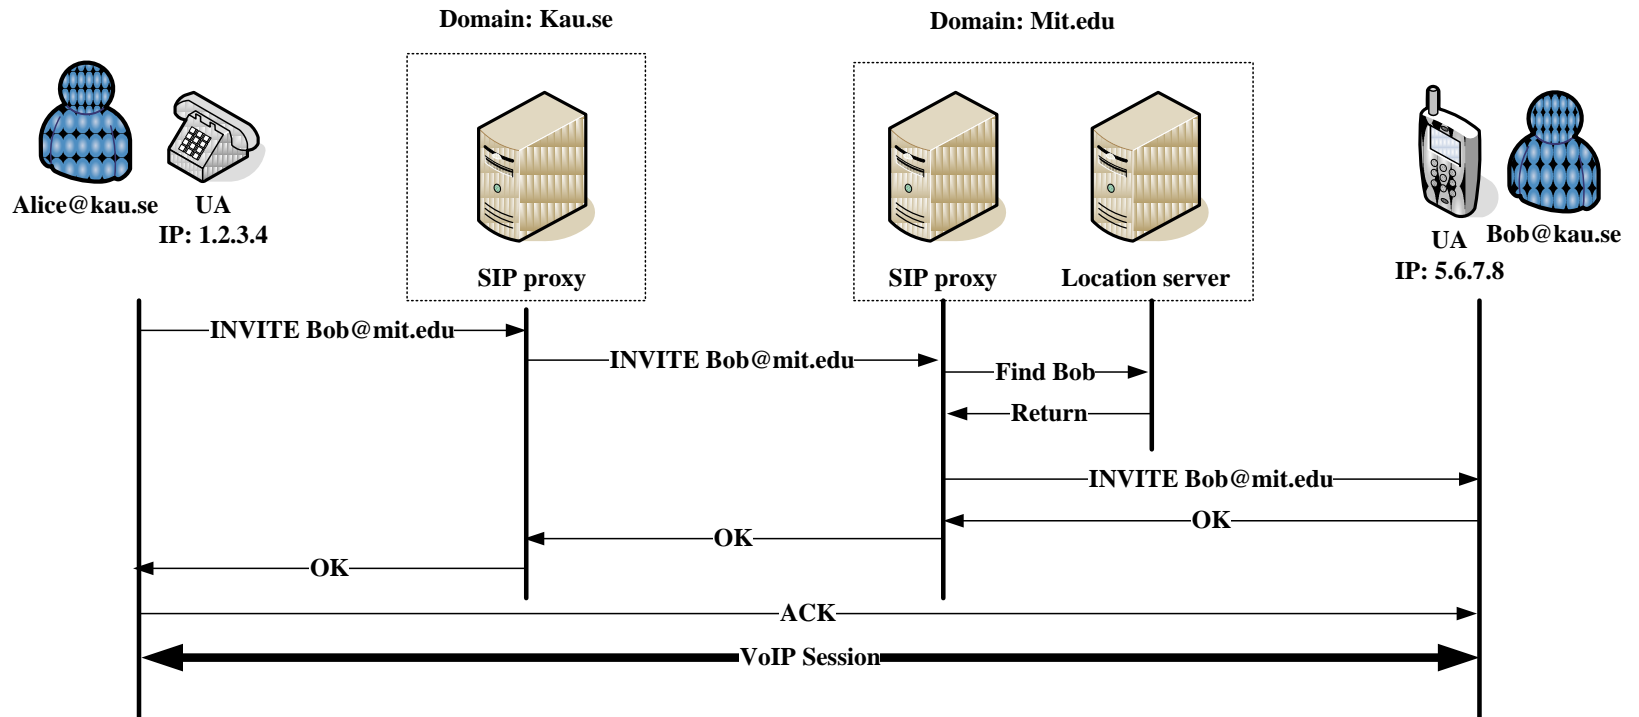 Domain: Kau.se
Domain: Mit.edu
Alice@kau.se
UA
IP: 1.2.3.4
SIP proxy
SIP proxy
Location server
UA
IP: 5.6.7.8
Bob@kau.se
INVITE Bob@mit.edu
INVITE Bob@mit.edu
Find Bob
Return
INVITE Bob@mit.edu
OK
OK
OK
ACK
VoIP Session